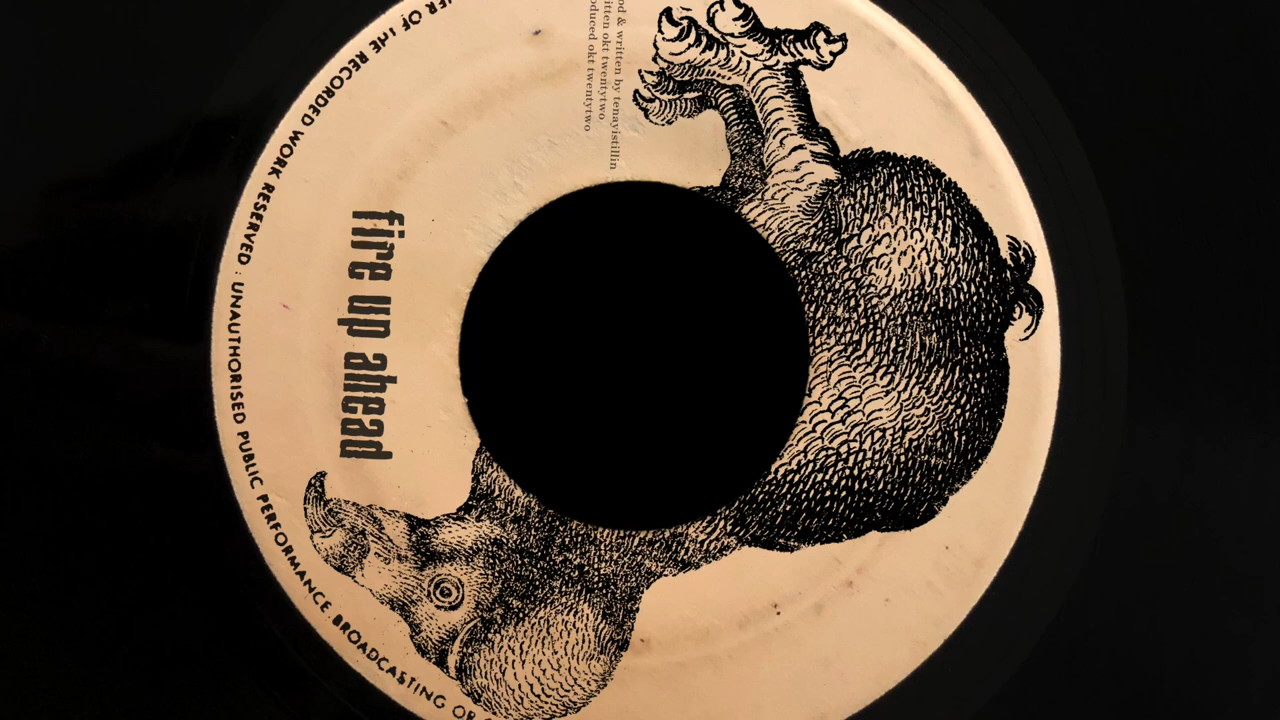 ER OF THE RECORDED WORK RESERVED : UNAUTHORISED PUBLIC PERFORMANCE BROADCASTING OR
od & written by tenayistillin
itten okt twentytwo
oduced okt twentytwo
fire up ahead